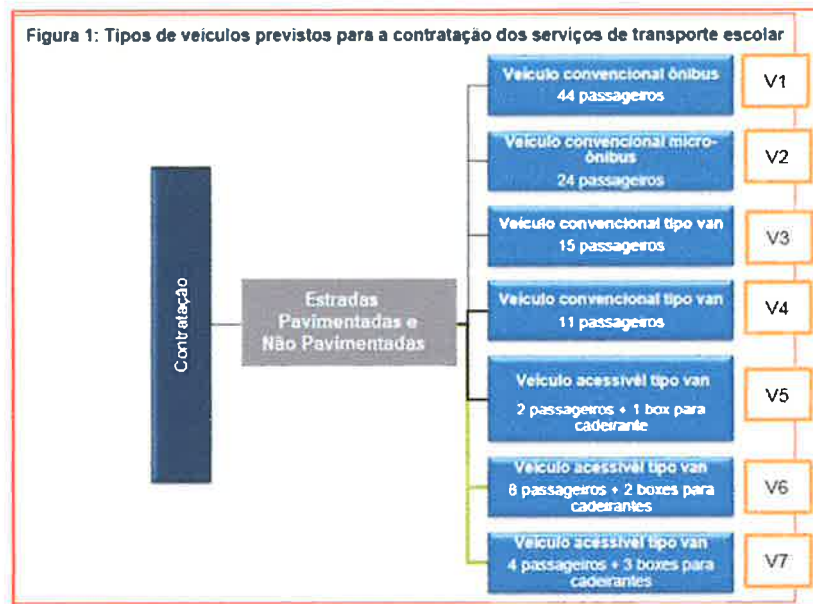 Figura 1: Tipos de veículos previstos para a contratação dos serviços de transporte escolar
Contratação
Estradas
Pavimentadas e
Não Pavimentadas
Veículo convencional ônibus
44 passageiros
V1
Veículo convencional micro-
ônibus
24 passageiros
V2
Veículo convencional tipo van
15 passageiros
V3
Veículo convencional tipo van
11 passageiros
V4
Veículo acessível tipo van
2 passageiros + 1 box para
cadeirante
V5
Veículo acessível tipo van
8 passageiros + 2 boxes para
cadeirantes
V6
Veículo acessível tipo van
4 passageiros + 3 boxes para
cadeirantes
V7